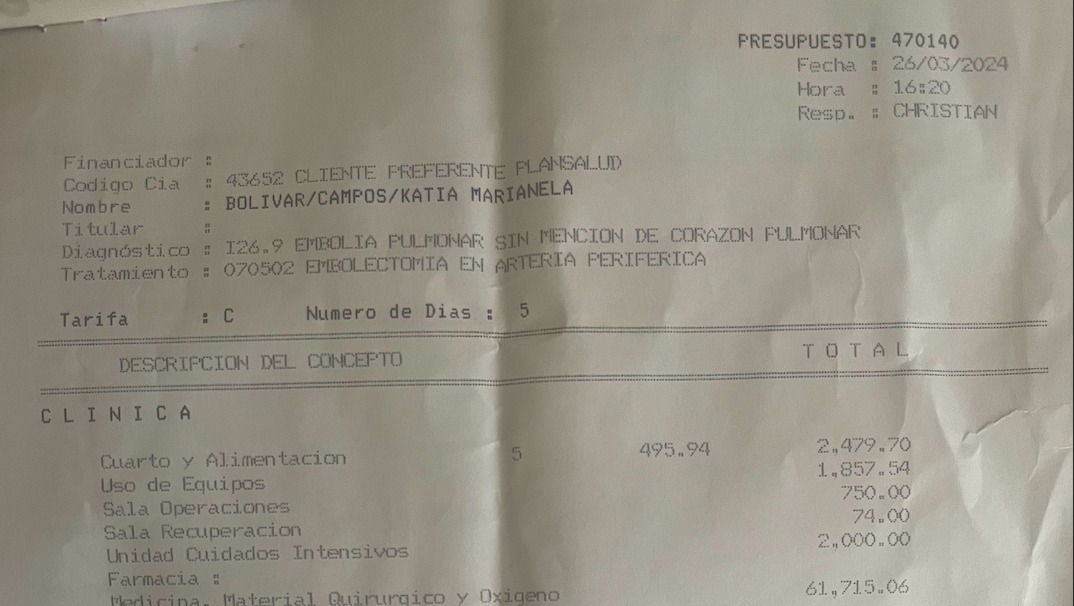 PRESUPUESTO: 470140
Fecha : 26/03/2024
Hora : 16:20
Resp. : CHRISTIAN
Financiador :
Codigo Cia : 43652 CLIENTE PREFERENTE PLANSALUD
Nombre : BOLIVAR/CAMPOS/KATIA MARIANELA
Titular :
Diagnóstico : I26.9 EMBOLIA PULMONAR SIN MENCION DE CORAZON PULMONAR
Tratamiento : 070502 EMBOLECTOMIA EN ARTERIA PERIFERICA
Tarifa : C Numero de Dias : 5
DESCRIPCION DEL CONCEPTO T O T A L
C L I N I C A
Cuarto y Alimentacion 5 495.94 2,479.70
Uso de Equipos 1,857.54
Sala Operaciones 750.00
Sala Recuperacion 74.00
Unidad Cuidados Intensivos 2,000.00
Farmacia :
Medicina, Material Quirurgico y Oxigeno 61,715.06